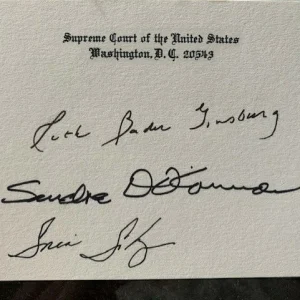 Supreme Court of the United States
Washington, D.C. 20543
Ruth Bader Ginsburg
Sandra D O'Connor